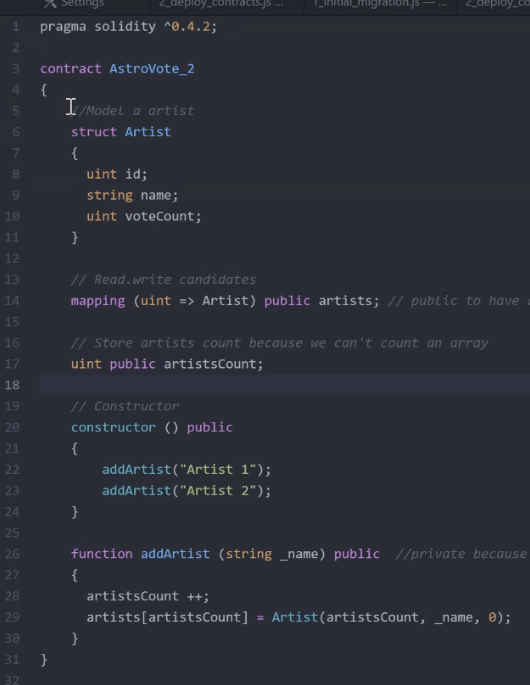 Settings 2_deploy_contracts.js ... 1_initial_migration.js — ... 2_deploy_co
1 pragma solidity ^0.4.2;
2
3 contract AstroVote_2
4 {
5 //Model a artist
6 struct Artist
7 {
8 uint id;
9 string name;
10 uint voteCount;
11 }
12
13 // Read.write candidates
14 mapping (uint => Artist) public artists; // public to have
15
16 // Store artists count because we can't count an array
17 uint public artistsCount;
18
19 // Constructor
20 constructor () public
21 {
22 addArtist("Artist 1");
23 addArtist("Artist 2");
24 }
25
26 function addArtist (string _name) public //private because
27 {
28 artistsCount ++;
29 artists[artistsCount] = Artist(artistsCount, _name, 0);
30 }
31 }
32